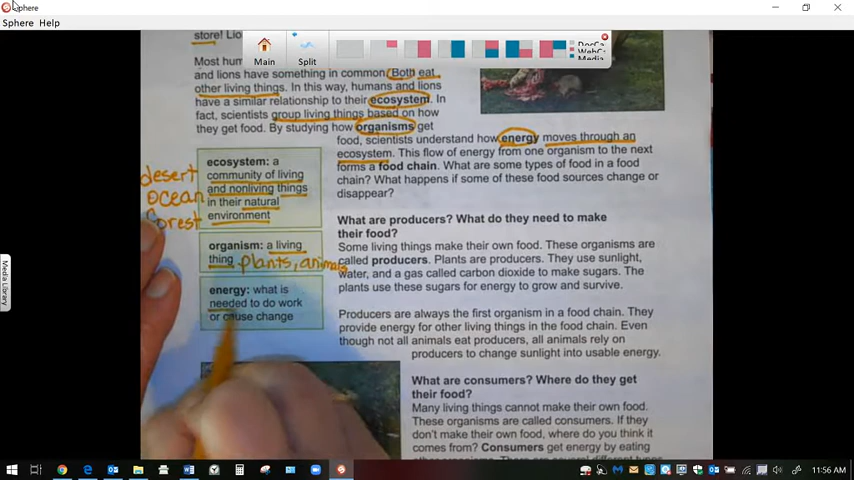 Sphere
Sphere Help
Main
Split
DocCa
WebCa
Media
store! Lio
Most hum
and lions have something in common. Both eat
other living things. In this way, humans and lions
have a similar relationship to their ecosystem. In
fact, scientists group living things based on how
they get food. By studying how organisms get
food, scientists understand how energy moves through an
ecosystem. This flow of energy from one organism to the next
forms a food chain. What are some types of food in a food
chain? What happens if some of these food sources change or
disappear?
desert
ocean
forest
ecosystem: a
community of living
and nonliving things
in their natural
environment
organism: a living
thing plants, animals
energy: what is
needed to do work
or cause change
What are producers? What do they need to make
their food?
Some living things make their own food. These organisms are
called producers. Plants are producers. They use sunlight,
water, and a gas called carbon dioxide to make sugars. The
plants use these sugars for energy to grow and survive.
Producers are always the first organism in a food chain. They
provide energy for other living things in the food chain. Even
though not all animals eat producers, all animals rely on
producers to change sunlight into usable energy.
What are consumers? Where do they get
their food?
Many living things cannot make their own food.
These organisms are called consumers. If they
don't make their own food, where do you think it
comes from? Consumers get energy by eating
Media Library
11:56 AM